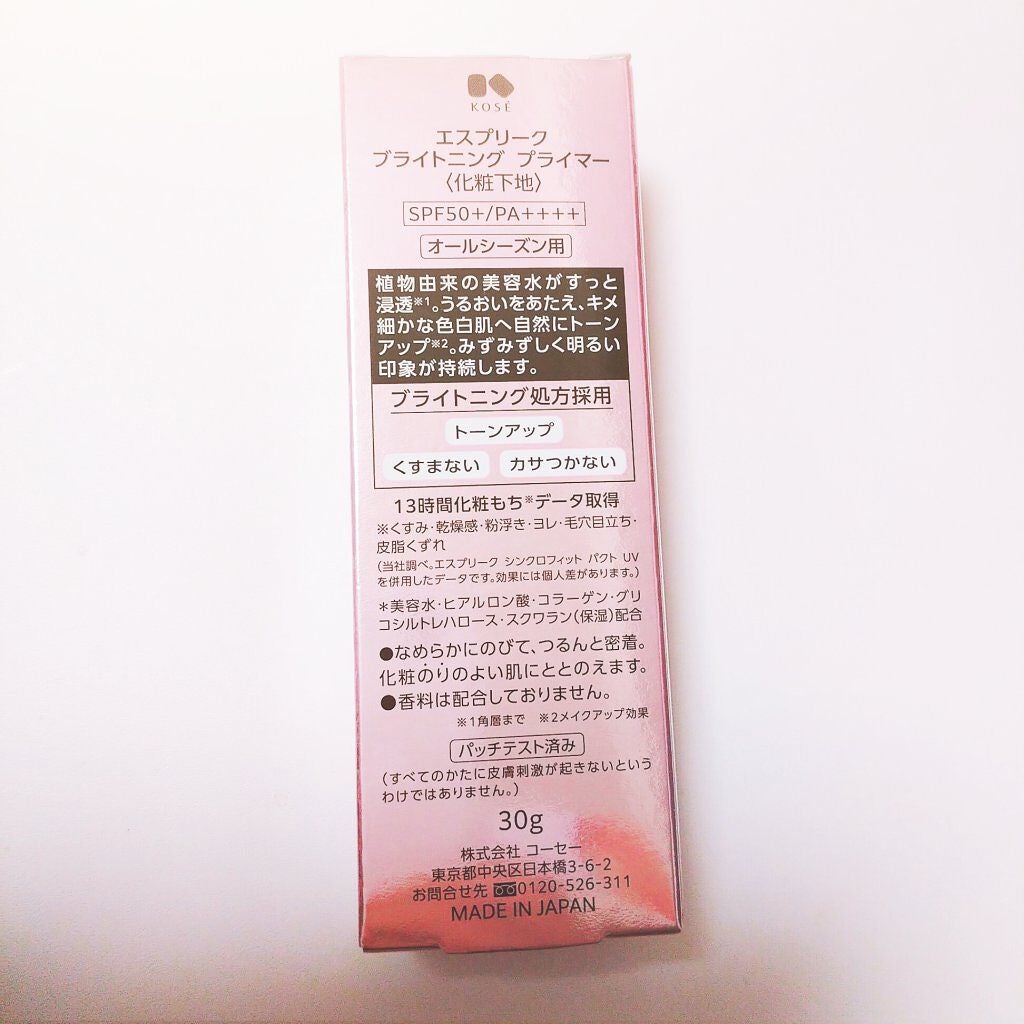 KOSÉ
エスプリーク
ブライトニング プライマー
〈化粧下地〉
SPF50+/PA++++
オールシーズン用
植物由来の美容水がすっと
浸透※1。うるおいをあたえ、キメ
細かな色白肌へ自然にトーン
アップ※2。みずみずしく明るい
印象が持続します。
ブライトニング処方採用
トーンアップ
くすまない カサつかない
13時間化粧もち※データ取得
※くすみ・乾燥感・粉浮き・ヨレ・毛穴目立ち・
皮脂くずれ
(当社調べ。エスプリーク シンクロフィット パクト UV
を併用したデータです。効果には個人差があります。)
＊美容水・ヒアルロン酸・コラーゲン・グリ
コシルトレハロース・スクワラン(保湿)配合
●なめらかにのびて、つるんと密着。
化粧のりのよい肌にととのえます。
●香料は配合しておりません。
※1角層まで ※2メイクアップ効果
パッチテスト済み
(すべてのかたに皮膚刺激が起きないという
わけではありません。)
30g
株式会社 コーセー
東京都中央区日本橋3-6-2
お問合せ先 0120-526-311
MADE IN JAPAN